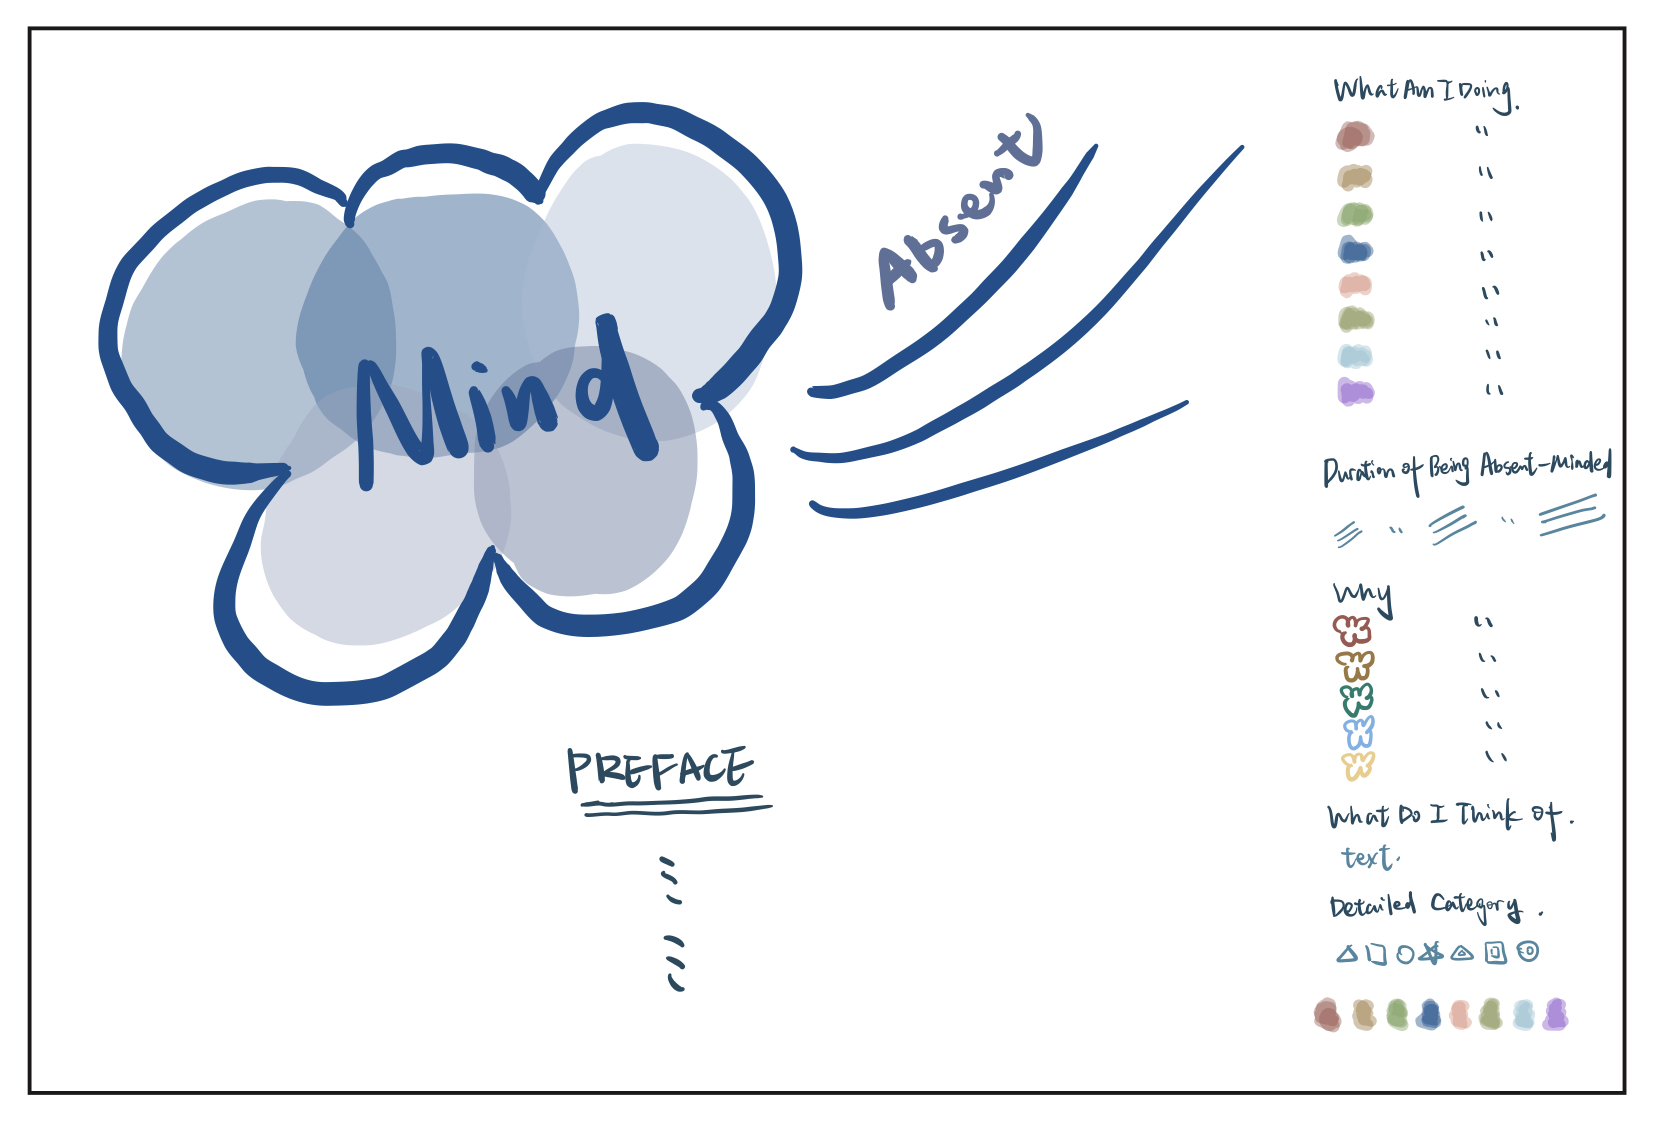 Mind
Absent
PREFACE
What Am I Doing.
Duration of Being Absent-Minded
Why
What Do I Think Of.
text.
Detailed Category.